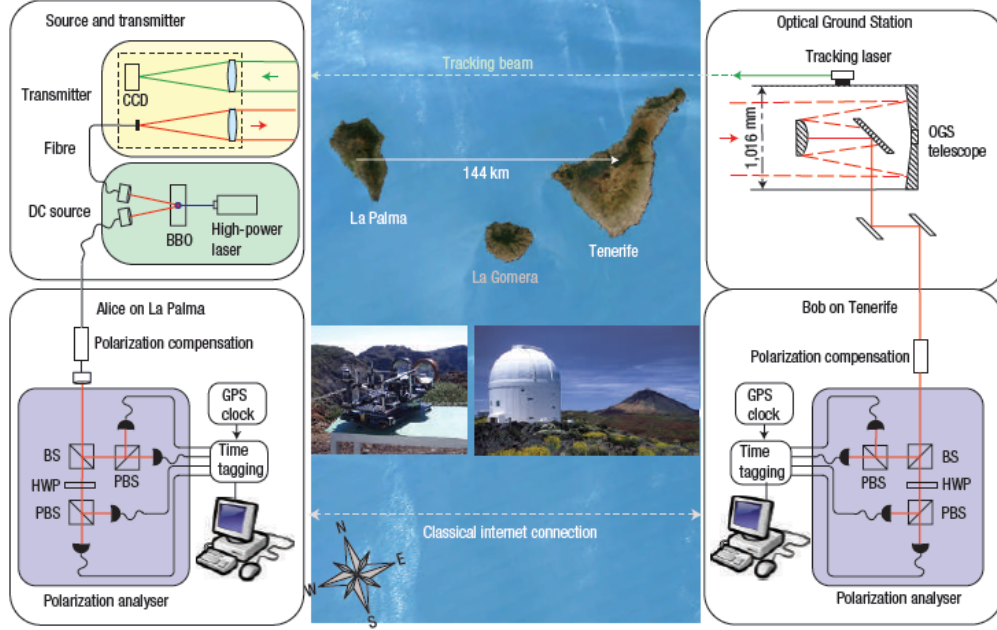 Source and transmitter
Transmitter
CCD
Fibre
DC source
BBO
High-power
laser
Alice on La Palma
Polarization compensation
GPS
clock
BS
Time
tagging
PBS
HWP
PBS
Polarization analyser
Tracking beam
144 km
La Palma
Tenerife
La Gomera
Classical internet connection
N
E
W
S
Optical Ground Station
Tracking laser
1,016 mm
OGS
telescope
Bob on Tenerife
Polarization compensation
GPS
clock
Time
tagging
BS
PBS
HWP
PBS
Polarization analyser